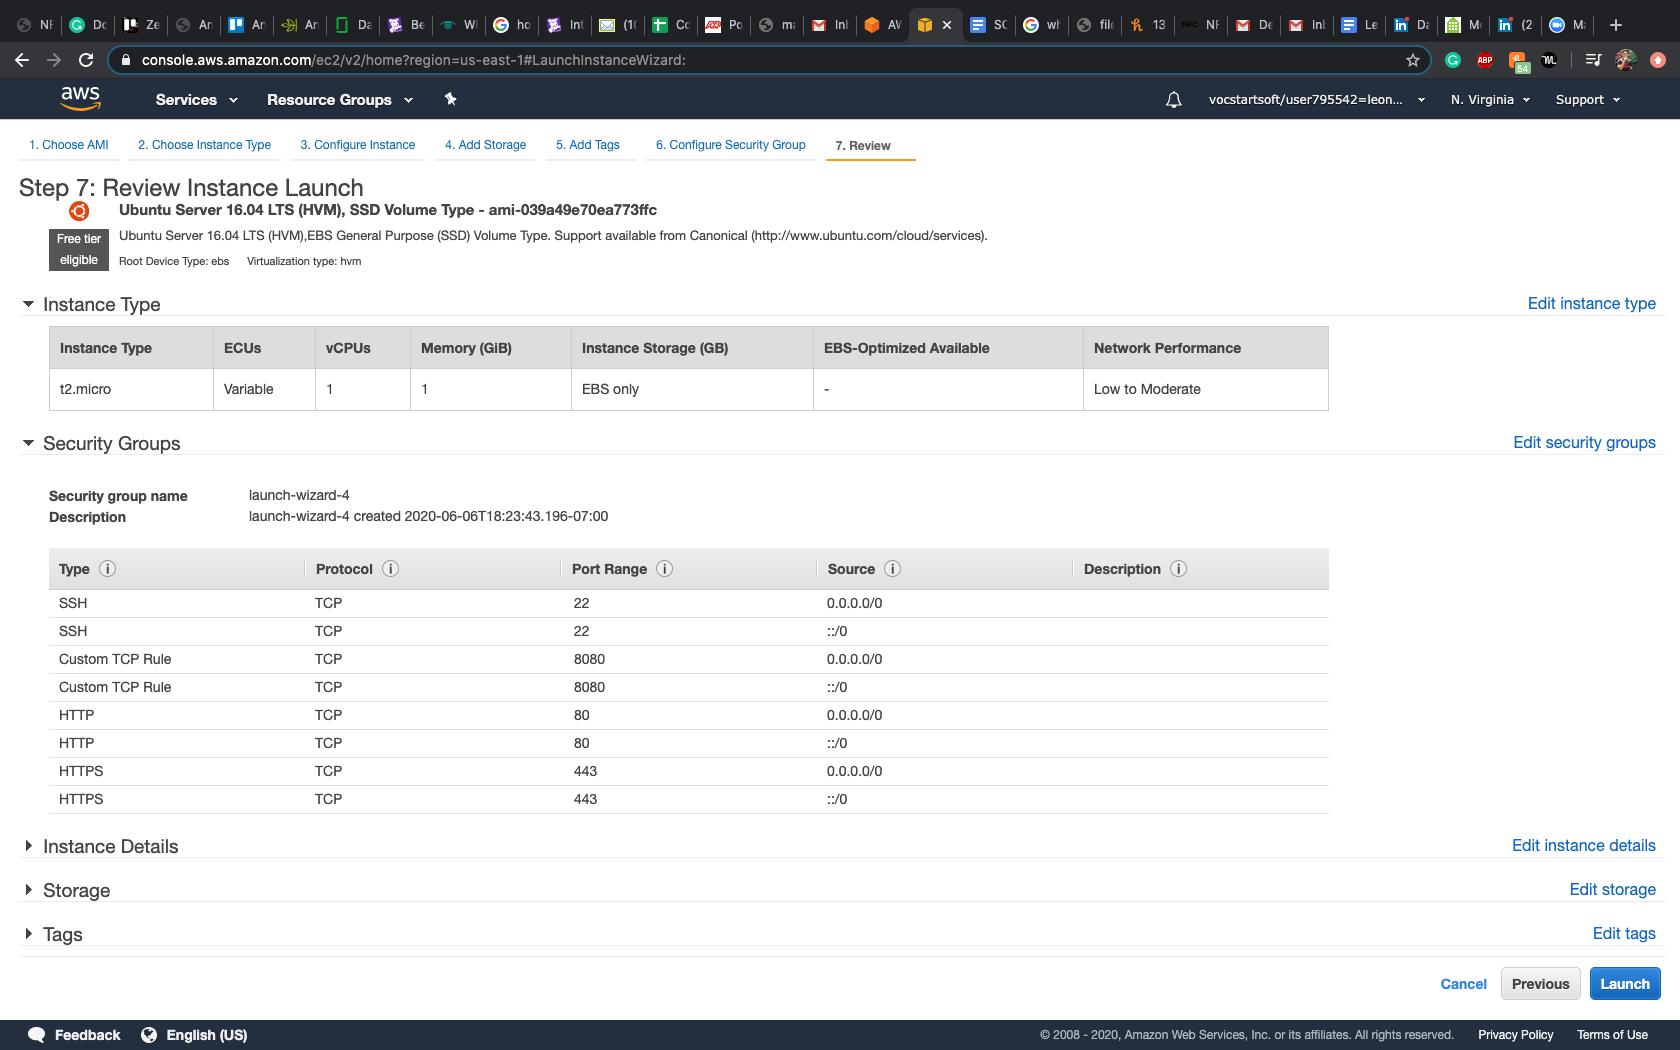 NF
Dc
Ze
An
An
An
Da
Be
Wl
ho
Int
(1(
Cc
Po
ma
Inl
AV
SC
wl
file
13
NFC NF
De
Inl
Le
Da
Mc
(2
Ma
console.aws.amazon.com/ec2/v2/home?region=us-east-1#LaunchInstanceWizard:
ABP
54
aws
Services
Resource Groups
vocstartsoft/user795542=leon...
N. Virginia
Support
1. Choose AMI
2. Choose Instance Type
3. Configure Instance
4. Add Storage
5. Add Tags
6. Configure Security Group
7. Review
Step 7: Review Instance Launch
Ubuntu Server 16.04 LTS (HVM), SSD Volume Type - ami-039a49e70ea773ffc
Free tier
eligible
Ubuntu Server 16.04 LTS (HVM),EBS General Purpose (SSD) Volume Type. Support available from Canonical (http://www.ubuntu.com/cloud/services).
Root Device Type: ebs Virtualization type: hvm
Instance Type
Edit instance type
Instance Type ECUs vCPUs Memory (GiB) Instance Storage (GB) EBS-Optimized Available Network Performance
t2.micro Variable 1 1 EBS only - Low to Moderate
Security Groups
Edit security groups
Security group name launch-wizard-4
Description launch-wizard-4 created 2020-06-06T18:23:43.196-07:00
Type i Protocol i Port Range i Source i Description i
SSH TCP 22 0.0.0.0/0
SSH TCP 22 ::/0
Custom TCP Rule TCP 8080 0.0.0.0/0
Custom TCP Rule TCP 8080 ::/0
HTTP TCP 80 0.0.0.0/0
HTTP TCP 80 ::/0
HTTPS TCP 443 0.0.0.0/0
HTTPS TCP 443 ::/0
Instance Details
Edit instance details
Storage
Edit storage
Tags
Edit tags
Cancel Previous Launch
Feedback
English (US)
© 2008 - 2020, Amazon Web Services, Inc. or its affiliates. All rights reserved.
Privacy Policy
Terms of Use